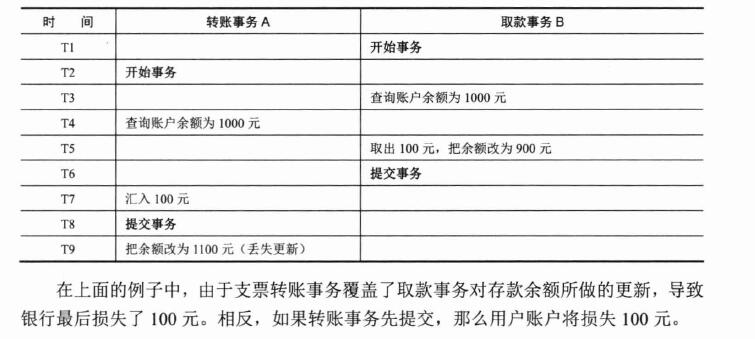 时 间 转账事务 A 取款事务 B
T1 开始事务
T2 开始事务
T3 查询账户余额为 1000 元
T4 查询账户余额为 1000 元
T5 取出 100 元，把余额改为 900 元
T6 提交事务
T7 汇入 100 元
T8 提交事务
T9 把余额改为 1100 元（丢失更新）
在上面的例子中，由于支票转账事务覆盖了取款事务对存款余额所做的更新，导致
银行最后损失了 100 元。相反，如果转账事务先提交，那么用户账户将损失 100 元。